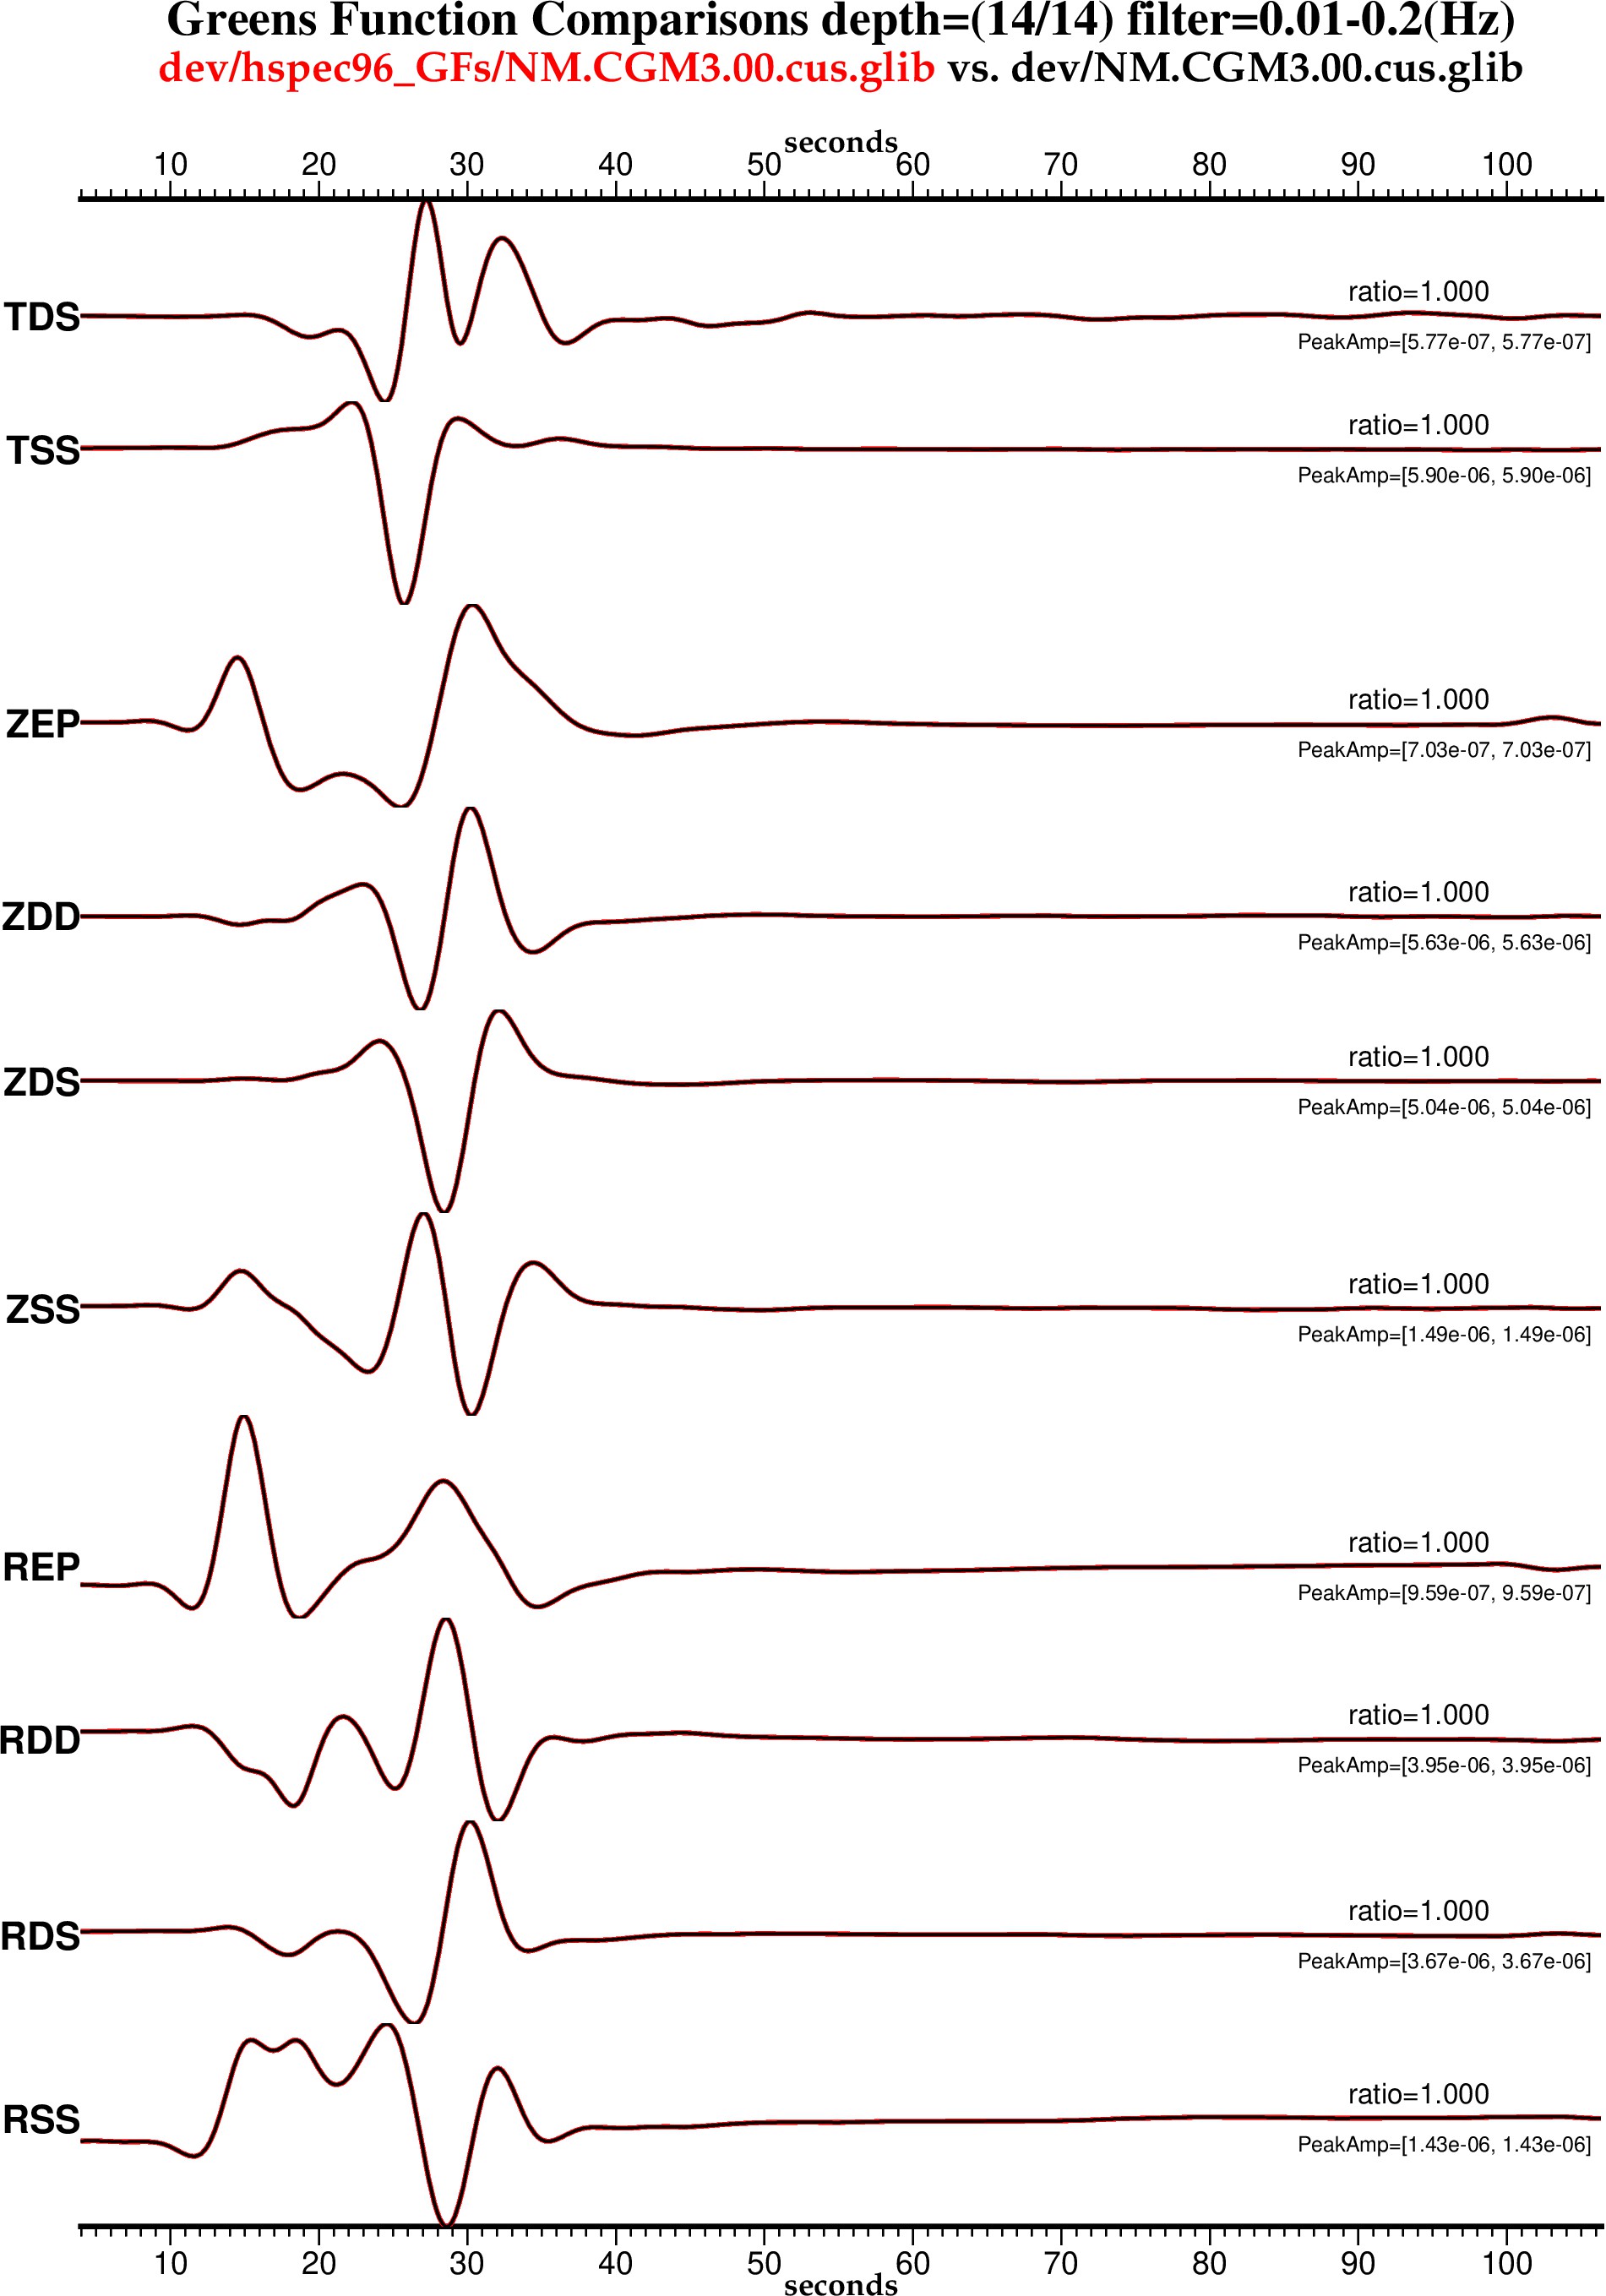 Greens Function Comparisons depth=(14/14) filter=0.01-0.2(Hz)
dev/hspec96_GFs/NM.CGM3.00.cus.glib vs. dev/NM.CGM3.00.cus.glib
seconds
10 20 30 40 50 60 70 80 90 100
TDS
ratio=1.000
PeakAmp=[5.77e-07, 5.77e-07]
TSS
ratio=1.000
PeakAmp=[5.90e-06, 5.90e-06]
ZEP
ratio=1.000
PeakAmp=[7.03e-07, 7.03e-07]
ZDD
ratio=1.000
PeakAmp=[5.63e-06, 5.63e-06]
ZDS
ratio=1.000
PeakAmp=[5.04e-06, 5.04e-06]
ZSS
ratio=1.000
PeakAmp=[1.49e-06, 1.49e-06]
REP
ratio=1.000
PeakAmp=[9.59e-07, 9.59e-07]
RDD
ratio=1.000
PeakAmp=[3.95e-06, 3.95e-06]
RDS
ratio=1.000
PeakAmp=[3.67e-06, 3.67e-06]
RSS
ratio=1.000
PeakAmp=[1.43e-06, 1.43e-06]
10 20 30 40 50 60 70 80 90 100
seconds